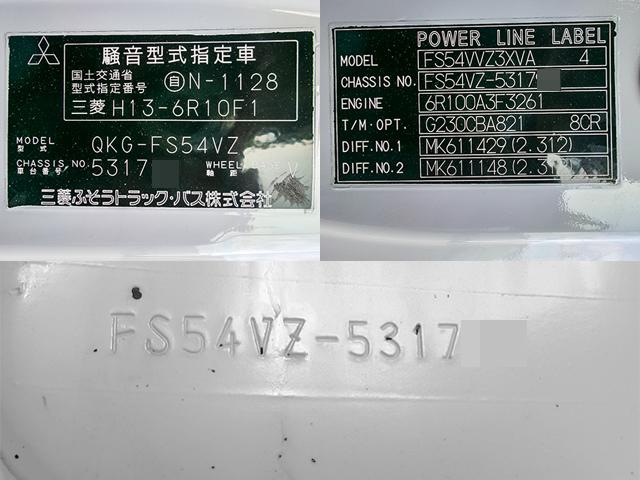 騒音型式指定車
国土交通省
型式指定番号
自N-1128
三菱 H13-6R10F1
MODEL
型式
QKG-FS54VZ
CHASSIS NO.
車台番号
5317
WHEEL
軸距
V
三菱ふそうトラック・バス株式会社
POWER LINE LABEL
MODEL FS54VVZ3XVA 4
CHASSIS NO. FS54VZ-5317
ENGINE 6R100A3F3261
T/M・OPT. G230CBA821 8CR
DIFF.NO.1 MK611429(2.312)
DIFF.NO.2 MK611148(2.3
FS54VZ-5317